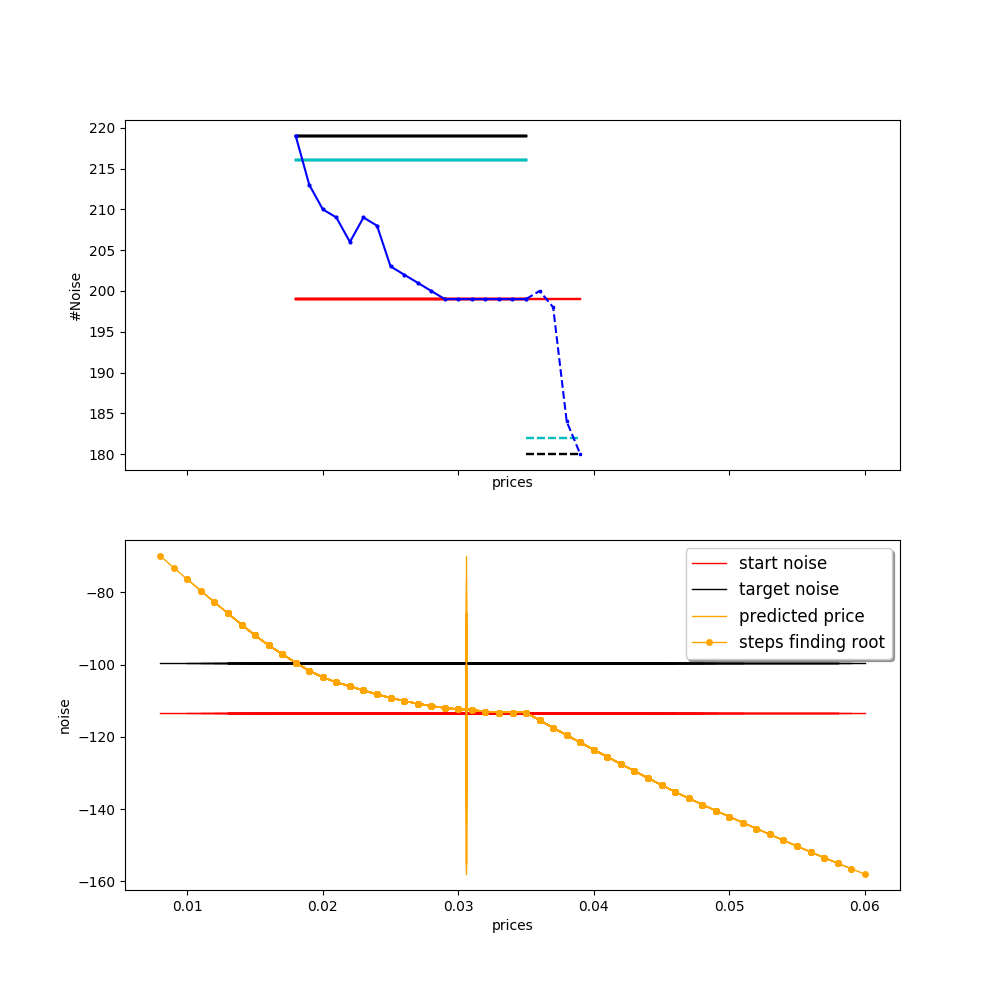 220
215
210
205
200
195
190
185
180
#Noise
prices
start noise
target noise
predicted price
steps finding root
−80
−100
−120
−140
−160
noise
0.01 0.02 0.03 0.04 0.05 0.06
prices